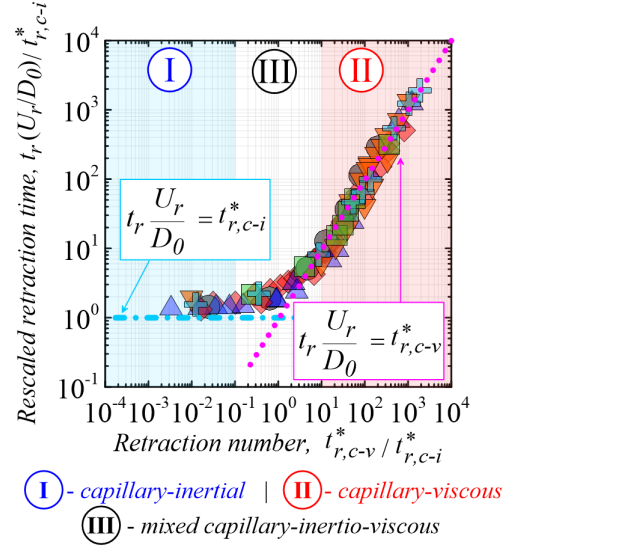 Rescaled retraction time, t_r (U_r/D_0)/ t*_{r,c-i}
10^4
10^3
10^2
10^1
10^0
10^-1
I
III
II
t_r U_r/D_0 = t*_{r,c-i}
t_r U_r/D_0 = t*_{r,c-v}
10^-4 10^-3 10^-2 10^-1 10^0 10^1 10^2 10^3 10^4
Retraction number, t*_{r,c-v} / t*_{r,c-i}
I - capillary-inertial | II - capillary-viscous
III - mixed capillary-inertio-viscous